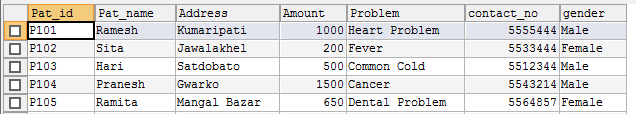 Pat_id Pat_name Address Amount Problem contact_no gender
P101 Ramesh Kumaripati 1000 Heart Problem 5555444 Male
P102 Sita Jawalakhel 200 Fever 5533444 Female
P103 Hari Satdobato 500 Common Cold 5512344 Male
P104 Pranesh Gwarko 1500 Cancer 5543214 Male
P105 Ramita Mangal Bazar 650 Dental Problem 5564857 Female